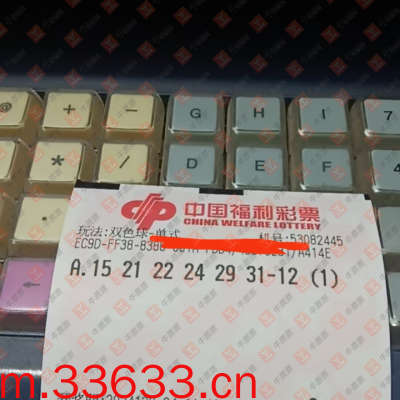 @ + - G H I 7
* / D E F 4
中国福利彩票
CHINA WELFARE LOTTERY
玩法:双色球-单式 机号:53082445
EC9D-FF38-
/A414E
A.15 21 22 24 29 31-12 (1)
m.33633.cn